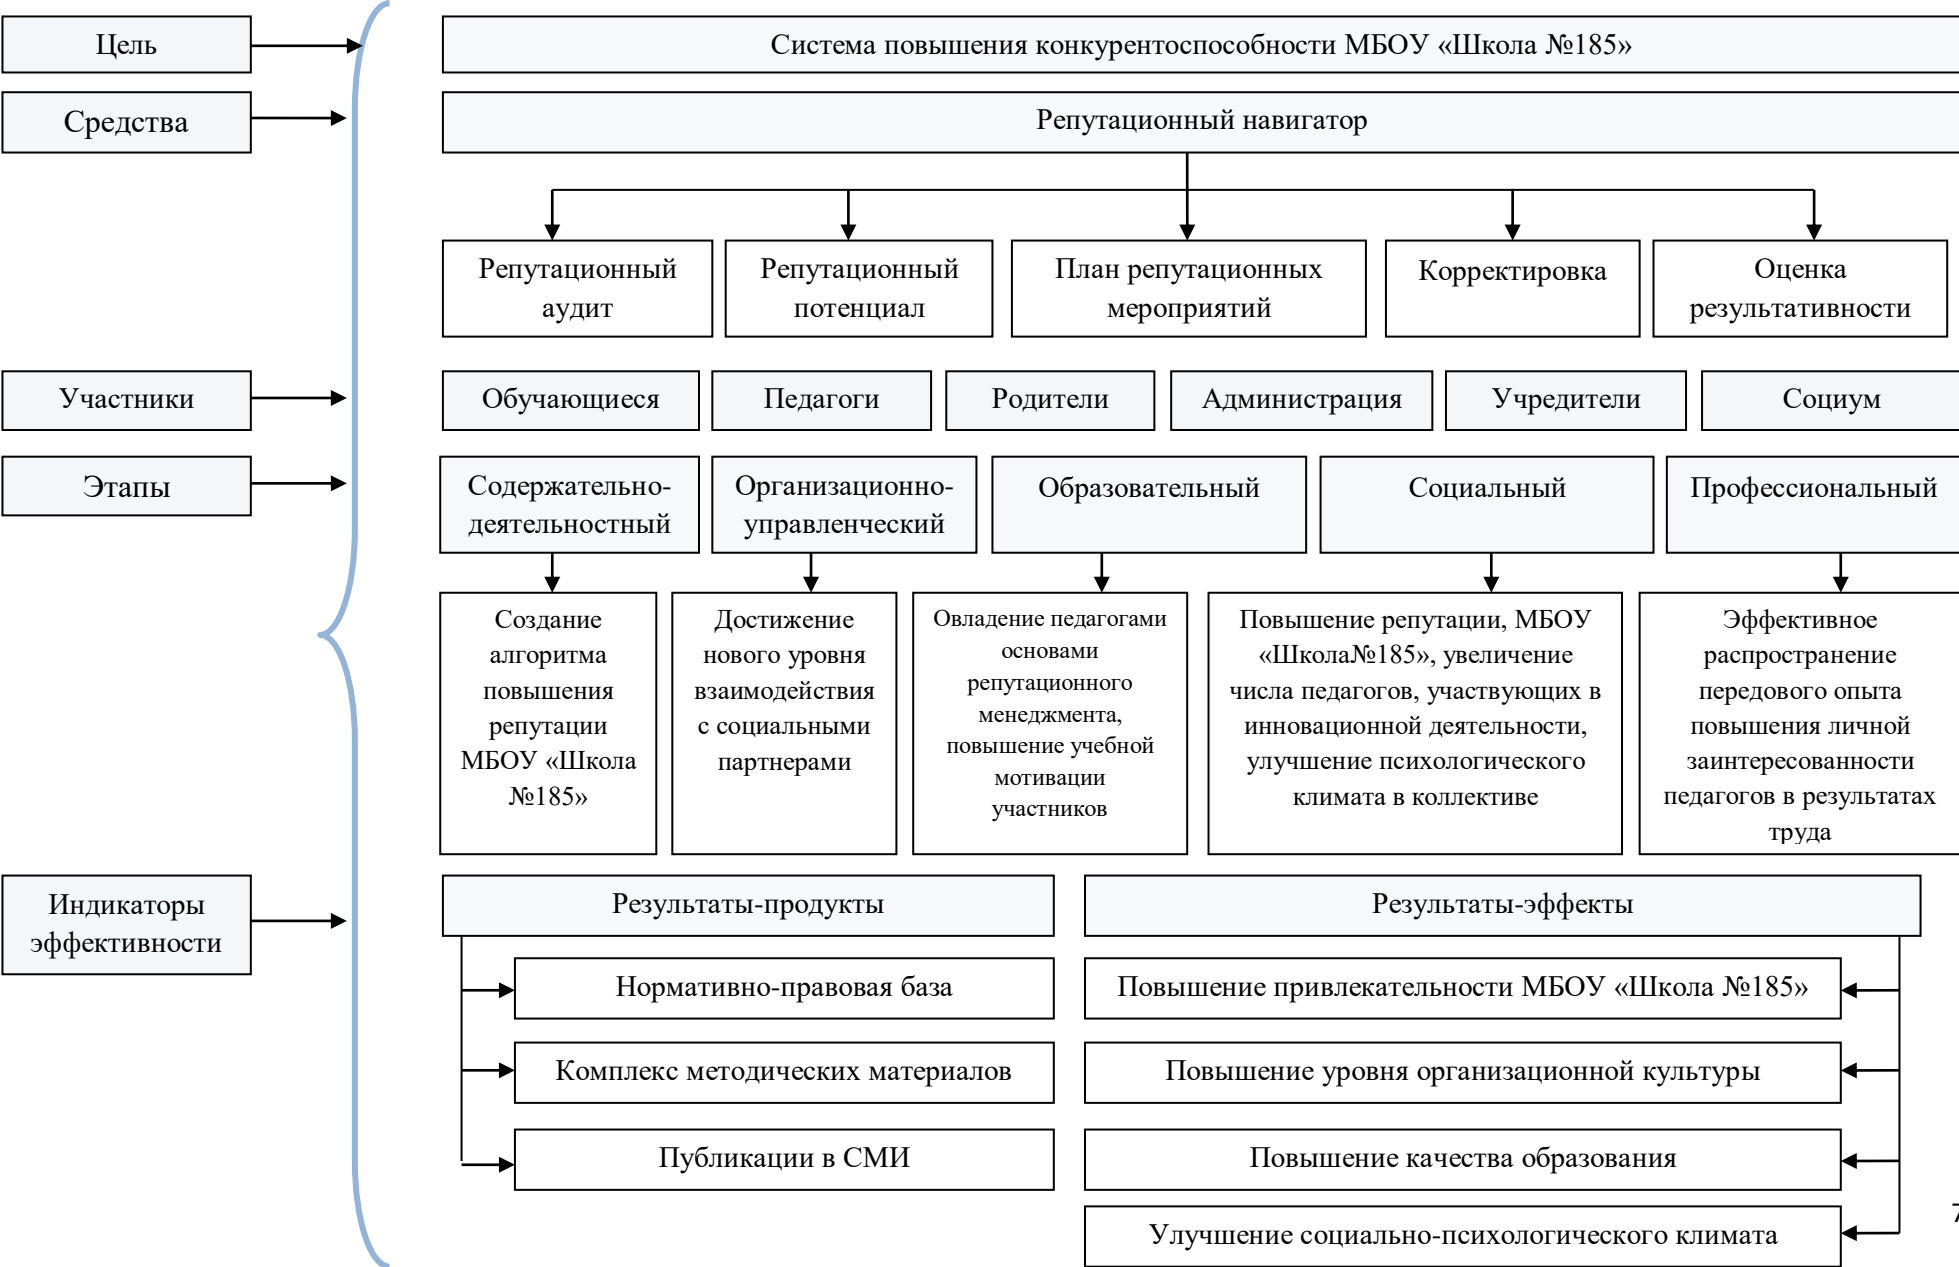 Цель
Система повышения конкурентоспособности МБОУ «Школа №185»
Средства
Репутационный навигатор
Репутационный
аудит
Репутационный
потенциал
План репутационных
мероприятий
Корректировка
Оценка
результативности
Участники
Обучающиеся
Педагоги
Родители
Администрация
Учредители
Социум
Этапы
Содержательно-
деятельностный
Организационно-
управленческий
Образовательный
Социальный
Профессиональный
Создание
алгоритма
повышения
репутации
МБОУ «Школа
№185»
Достижение
нового уровня
взаимодействия
с социальными
партнерами
Овладение педагогами
основами
репутационного
менеджмента,
повышение учебной
мотивации
участников
Повышение репутации, МБОУ
«Школа№185», увеличение
числа педагогов, участвующих в
инновационной деятельности,
улучшение психологического
климата в коллективе
Эффективное
распространение
передового опыта
повышения личной
заинтересованности
педагогов в результатах
труда
Индикаторы
эффективности
Результаты-продукты
Нормативно-правовая база
Комплекс методических материалов
Публикации в СМИ
Результаты-эффекты
Повышение привлекательности МБОУ «Школа №185»
Повышение уровня организационной культуры
Повышение качества образования
Улучшение социально-психологического климата
7